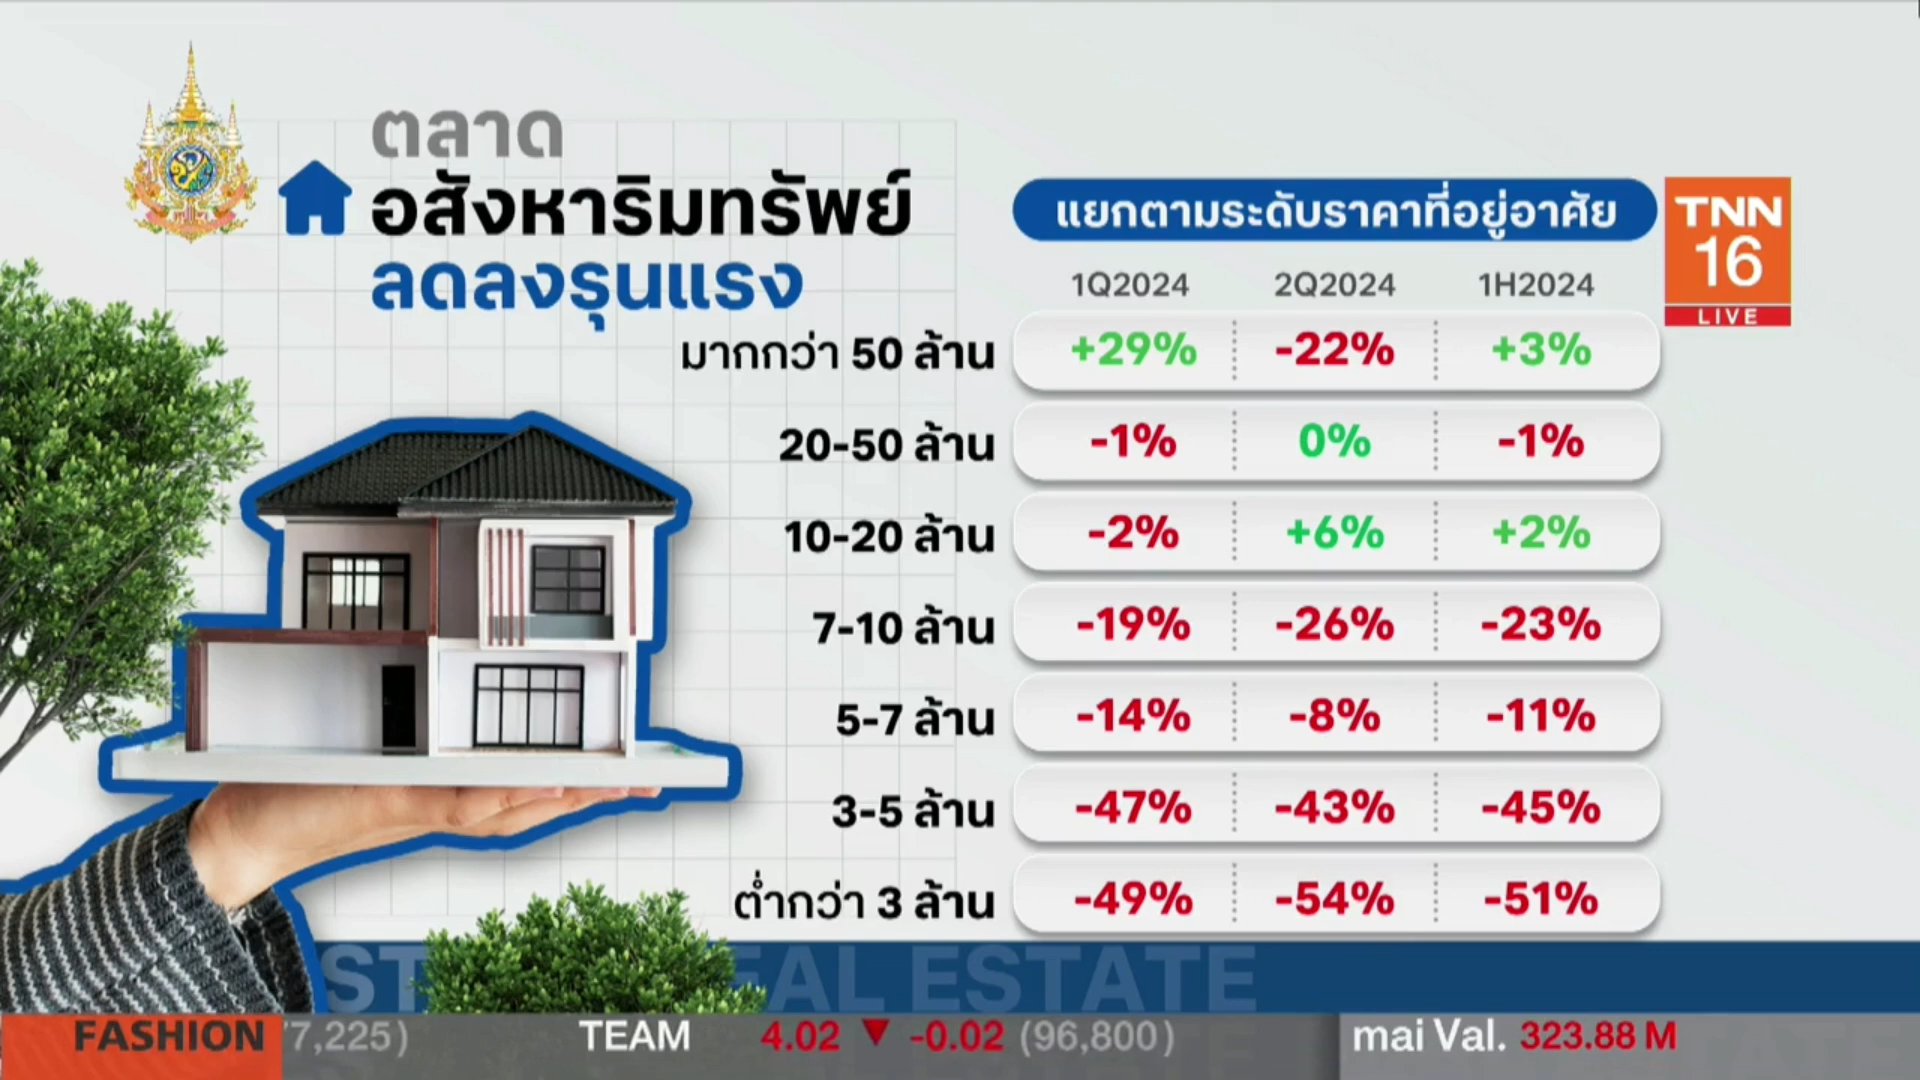 ตลาด
อสังหาริมทรัพย์
ลดลงรุนแรง
แยกตามระดับราคาที่อยู่อาศัย
TNN
16
LIVE
1Q2024 2Q2024 1H2024
มากกว่า 50 ล้าน +29% -22% +3%
20-50 ล้าน -1% 0% -1%
10-20 ล้าน -2% +6% +2%
7-10 ล้าน -19% -26% -23%
5-7 ล้าน -14% -8% -11%
3-5 ล้าน -47% -43% -45%
ต่ำกว่า 3 ล้าน -49% -54% -51%
ESTATE
FASHION 7,225) TEAM 4.02 ▼ -0.02 (96,800) mai Val. 323.88 M